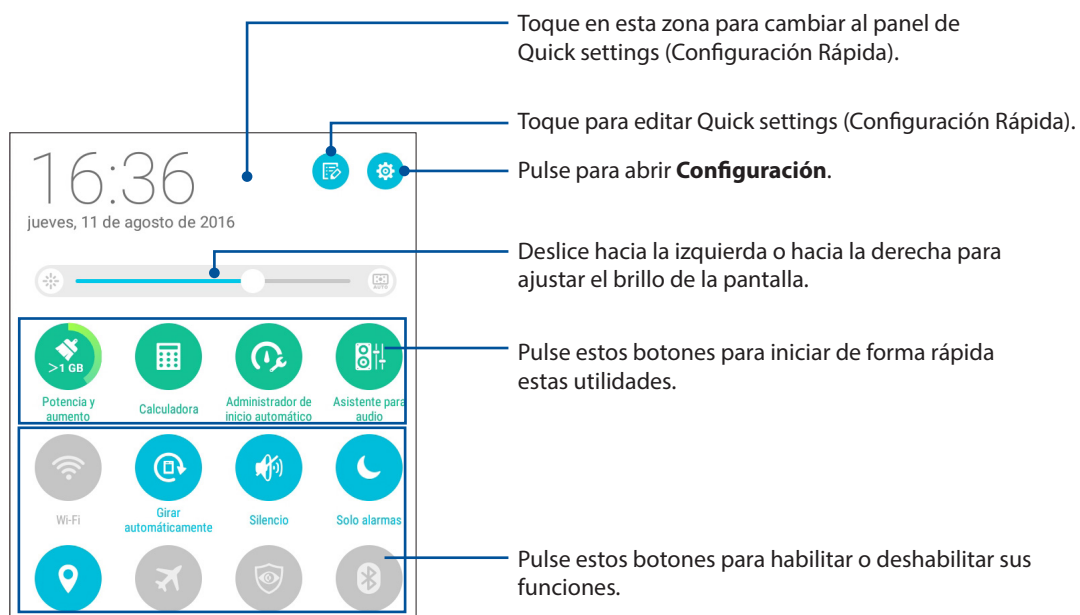 Toque en esta zona para cambiar al panel de
Quick settings (Configuración Rápida).
Toque para editar Quick settings (Configuración Rápida).
Pulse para abrir Configuración.
16:36
jueves, 11 de agosto de 2016
Deslice hacia la izquierda o hacia la derecha para
ajustar el brillo de la pantalla.
AUTO
Pulse estos botones para iniciar de forma rápida
estas utilidades.
>1 GB
Potencia y
aumento
Calculadora
Administrador de
inicio automático
Asistente para
audio
Wi-Fi
Girar
automáticamente
Silencio
Solo alarmas
Pulse estos botones para habilitar o deshabilitar sus
funciones.